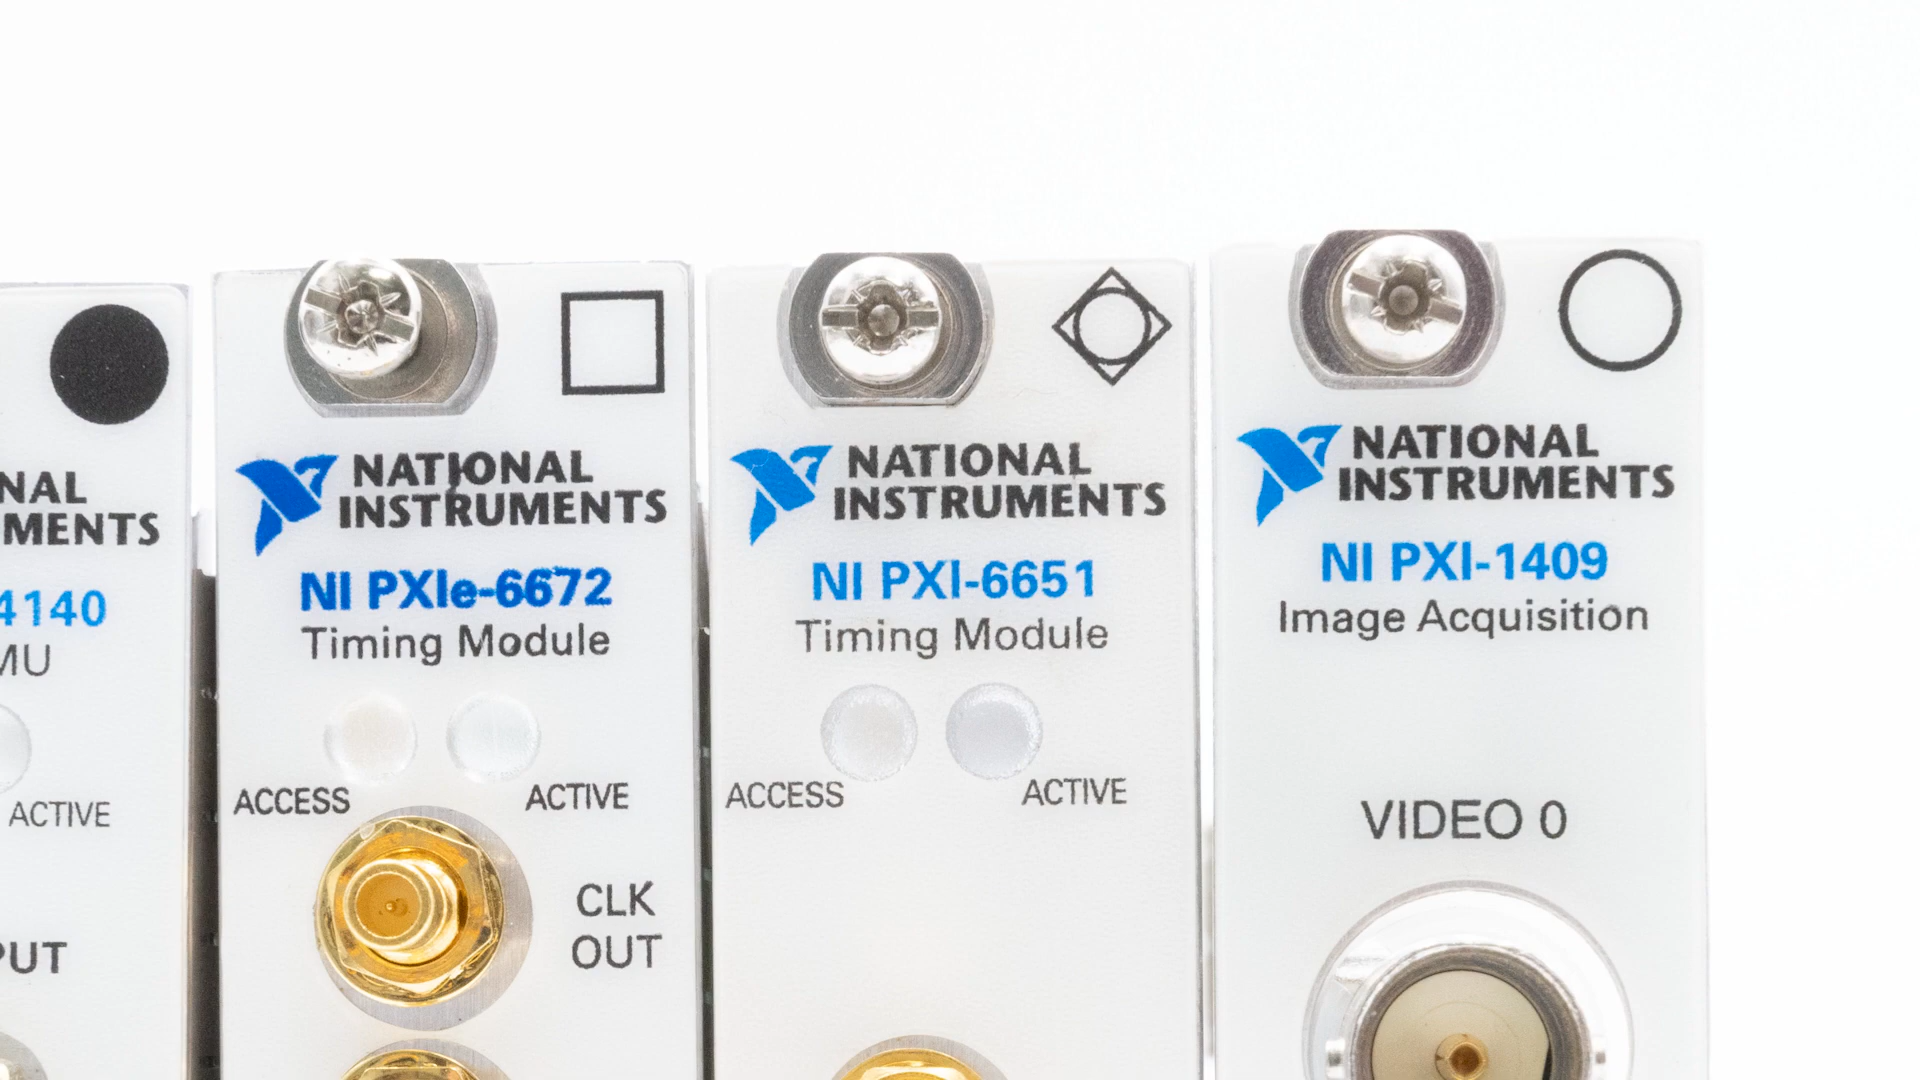 NAL
MENTS
4140
MU
ACTIVE
PUT
NATIONAL
INSTRUMENTS
NI PXIe-6672
Timing Module
ACCESS
ACTIVE
CLK
OUT
NATIONAL
INSTRUMENTS
NI PXI-6651
Timing Module
ACCESS
ACTIVE
NATIONAL
INSTRUMENTS
NI PXI-1409
Image Acquisition
VIDEO 0